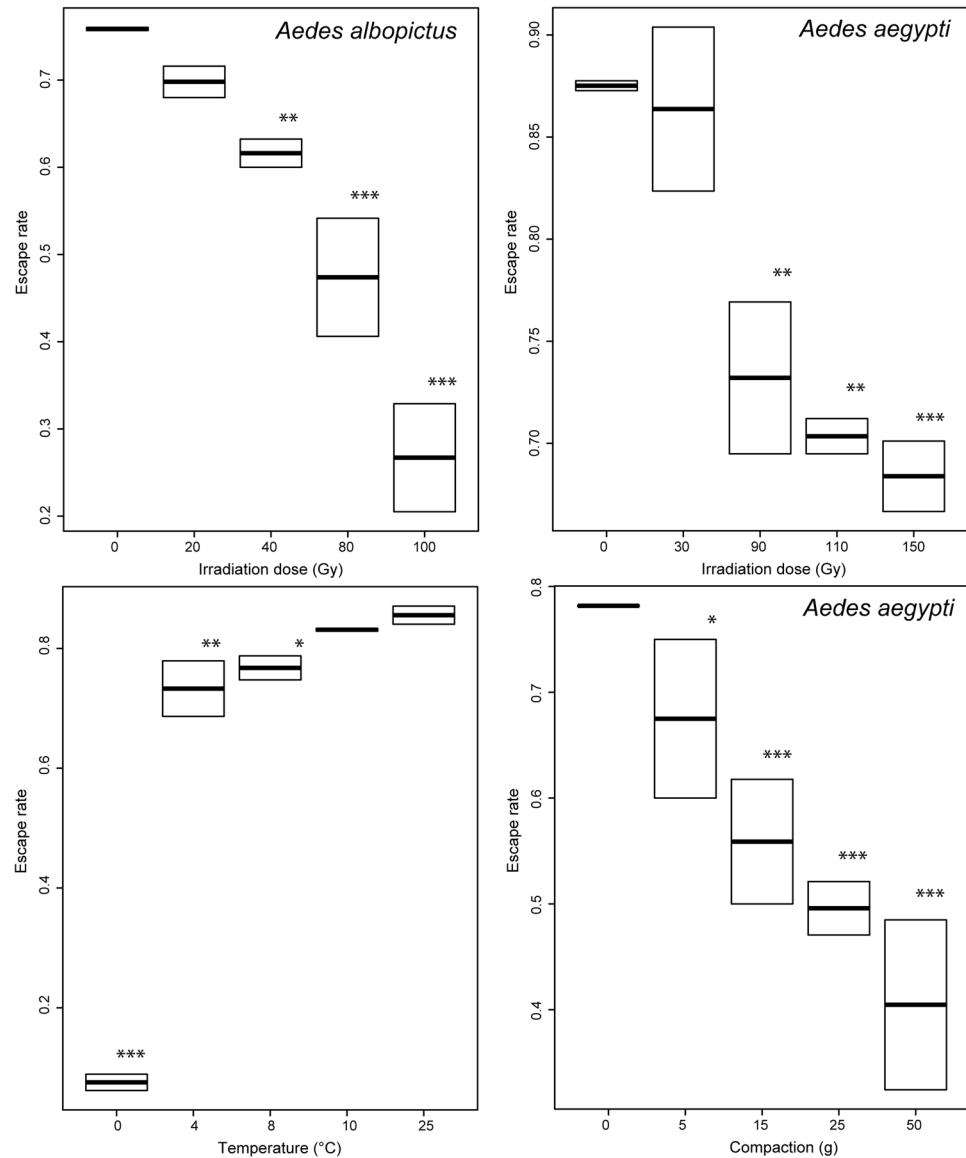 Aedes albopictus
Escape rate
0.7
0.6
0.5
0.4
0.3
0.2
**
***
***
0 20 40 80 100
Irradiation dose (Gy)
Aedes aegypti
Escape rate
0.90
0.85
0.80
0.75
0.70
**
**
***
0 30 90 110 150
Irradiation dose (Gy)
Escape rate
0.8
0.6
0.4
0.2
**
*
***
0 4 8 10 25
Temperature (°C)
Aedes aegypti
Escape rate
0.8
0.7
0.6
0.5
0.4
*
***
***
***
0 5 15 25 50
Compaction (g)